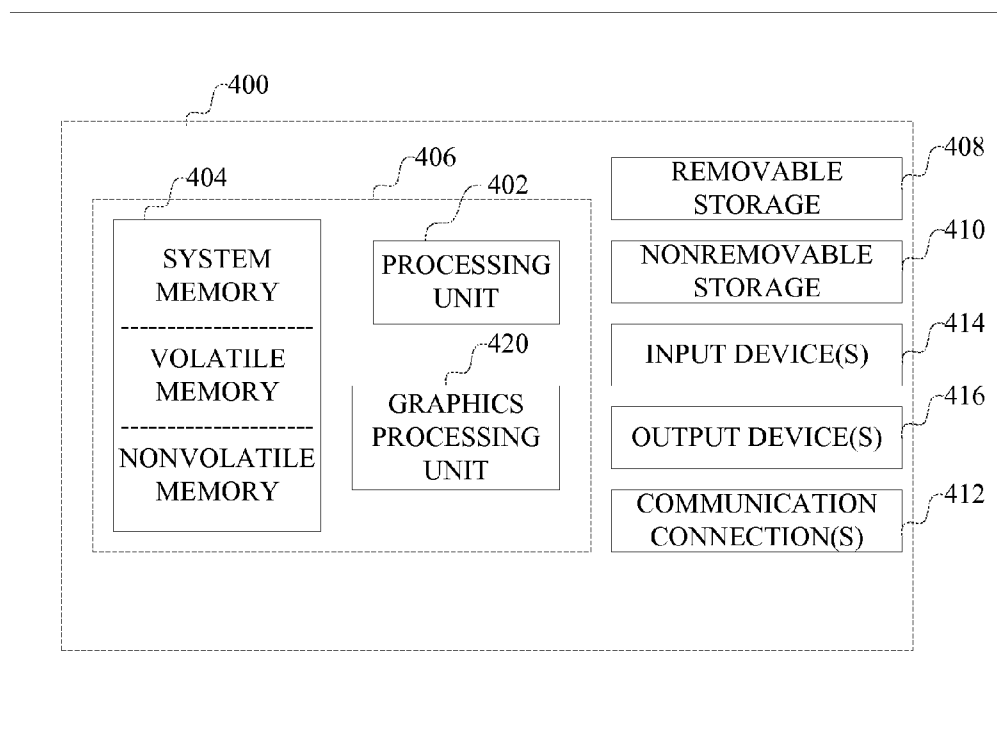 400
406
404
402
SYSTEM
MEMORY
VOLATILE
MEMORY
NONVOLATILE
MEMORY
PROCESSING
UNIT
420
GRAPHICS
PROCESSING
UNIT
408
REMOVABLE
STORAGE
410
NONREMOVABLE
STORAGE
414
INPUT DEVICE(S)
416
OUTPUT DEVICE(S)
412
COMMUNICATION
CONNECTION(S)